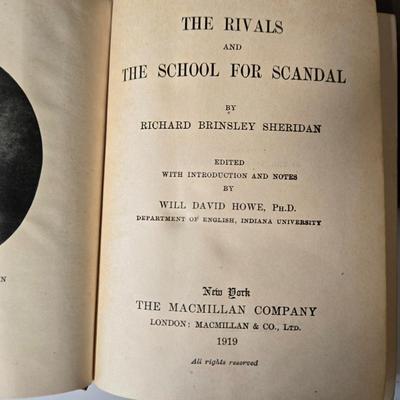 THE RIVALS
AND
THE SCHOOL FOR SCANDAL
BY
RICHARD BRINSLEY SHERIDAN
EDITED
WITH INTRODUCTION AND NOTES
BY
WILL DAVID HOWE, PH.D.
DEPARTMENT OF ENGLISH, INDIANA UNIVERSITY
New York
THE MACMILLAN COMPANY
LONDON: MACMILLAN & CO., LTD.
1919
All rights reserved